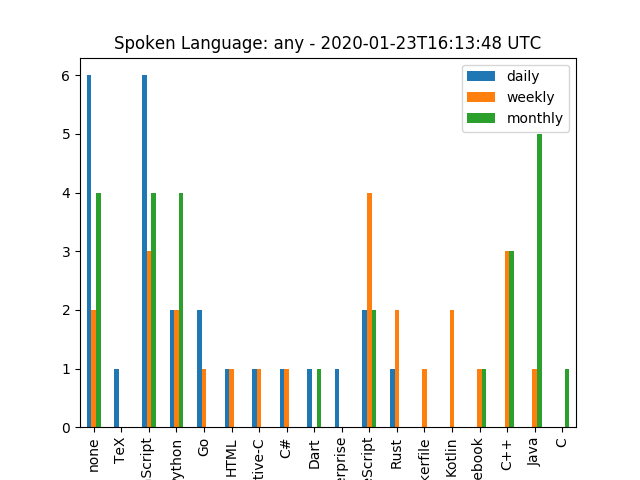 Spoken Language: any - 2020-01-23T16:13:48 UTC
daily
weekly
monthly
6
5
4
3
2
1
0
none
TeX
Script
ython
Go
HTML
tive-C
C#
Dart
erprise
eScript
Rust
kerfile
Kotlin
ebook
C++
Java
C